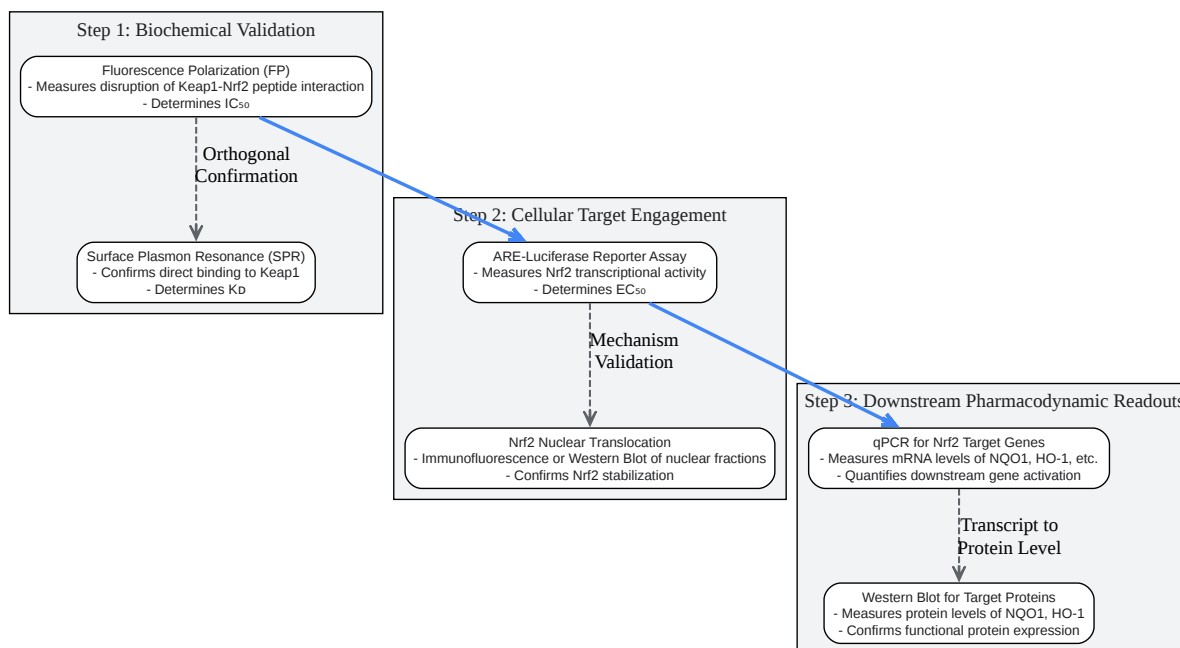 Step 1: Biochemical Validation
Fluorescence Polarization (FP)
- Measures disruption of Keap1-Nrf2 peptide interaction
- Determines IC₅₀
Orthogonal
Confirmation
Surface Plasmon Resonance (SPR)
- Confirms direct binding to Keap1
- Determines Kᴅ
Step 2: Cellular Target Engagement
ARE-Luciferase Reporter Assay
- Measures Nrf2 transcriptional activity
- Determines EC₅₀
Mechanism
Validation
Nrf2 Nuclear Translocation
- Immunofluorescence or Western Blot of nuclear fractions
- Confirms Nrf2 stabilization
Step 3: Downstream Pharmacodynamic Readouts
qPCR for Nrf2 Target Genes
- Measures mRNA levels of NQO1, HO-1, etc.
- Quantifies downstream gene activation
Transcript to
Protein Level
Western Blot for Target Proteins
- Measures protein levels of NQO1, HO-1
- Confirms functional protein expression